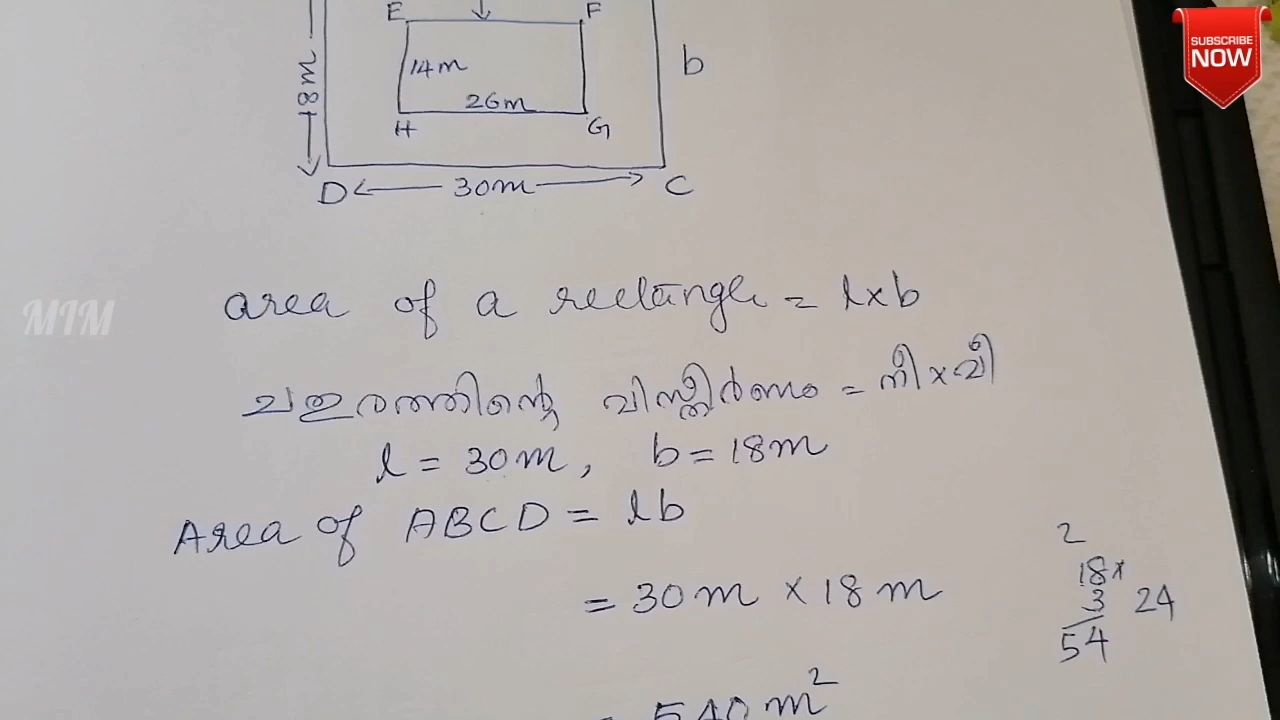 SUBSCRIBE
NOW
E F
14m
b
18m
26m
H G
D 30m C
area of a rectangle = l×b
MIM
ചതുരത്തിന്റെ വിസ്തീർണം = നീ × വീ
l = 30m, b = 18m
Area of ABCD = lb
= 30m × 18m
2
18×
3 24
54
= 540 m²